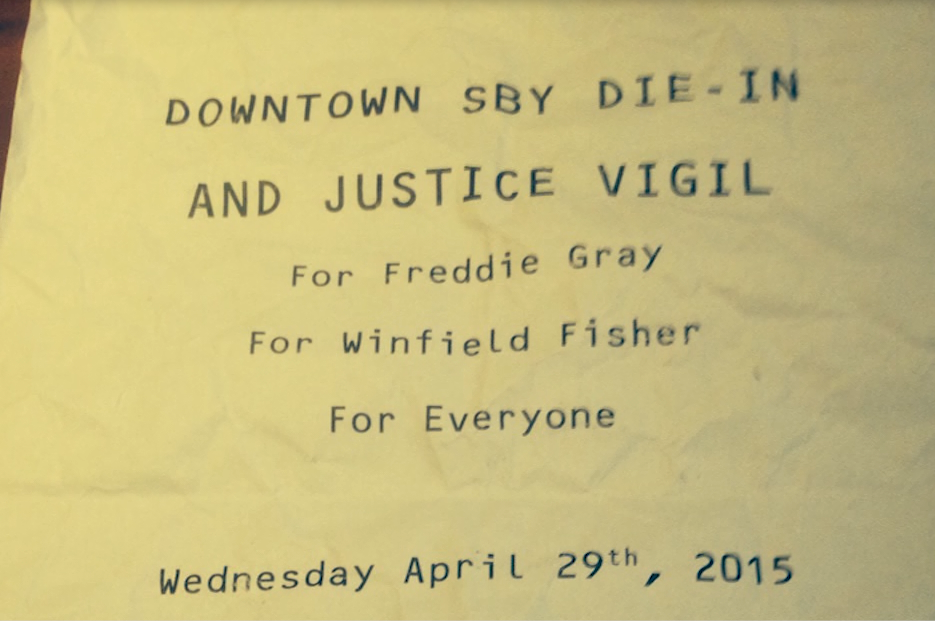 DOWNTOWN SBY DIE-IN
AND JUSTICE VIGIL
For Freddie Gray
For Winfield Fisher
For Everyone
Wednesday April 29th, 2015